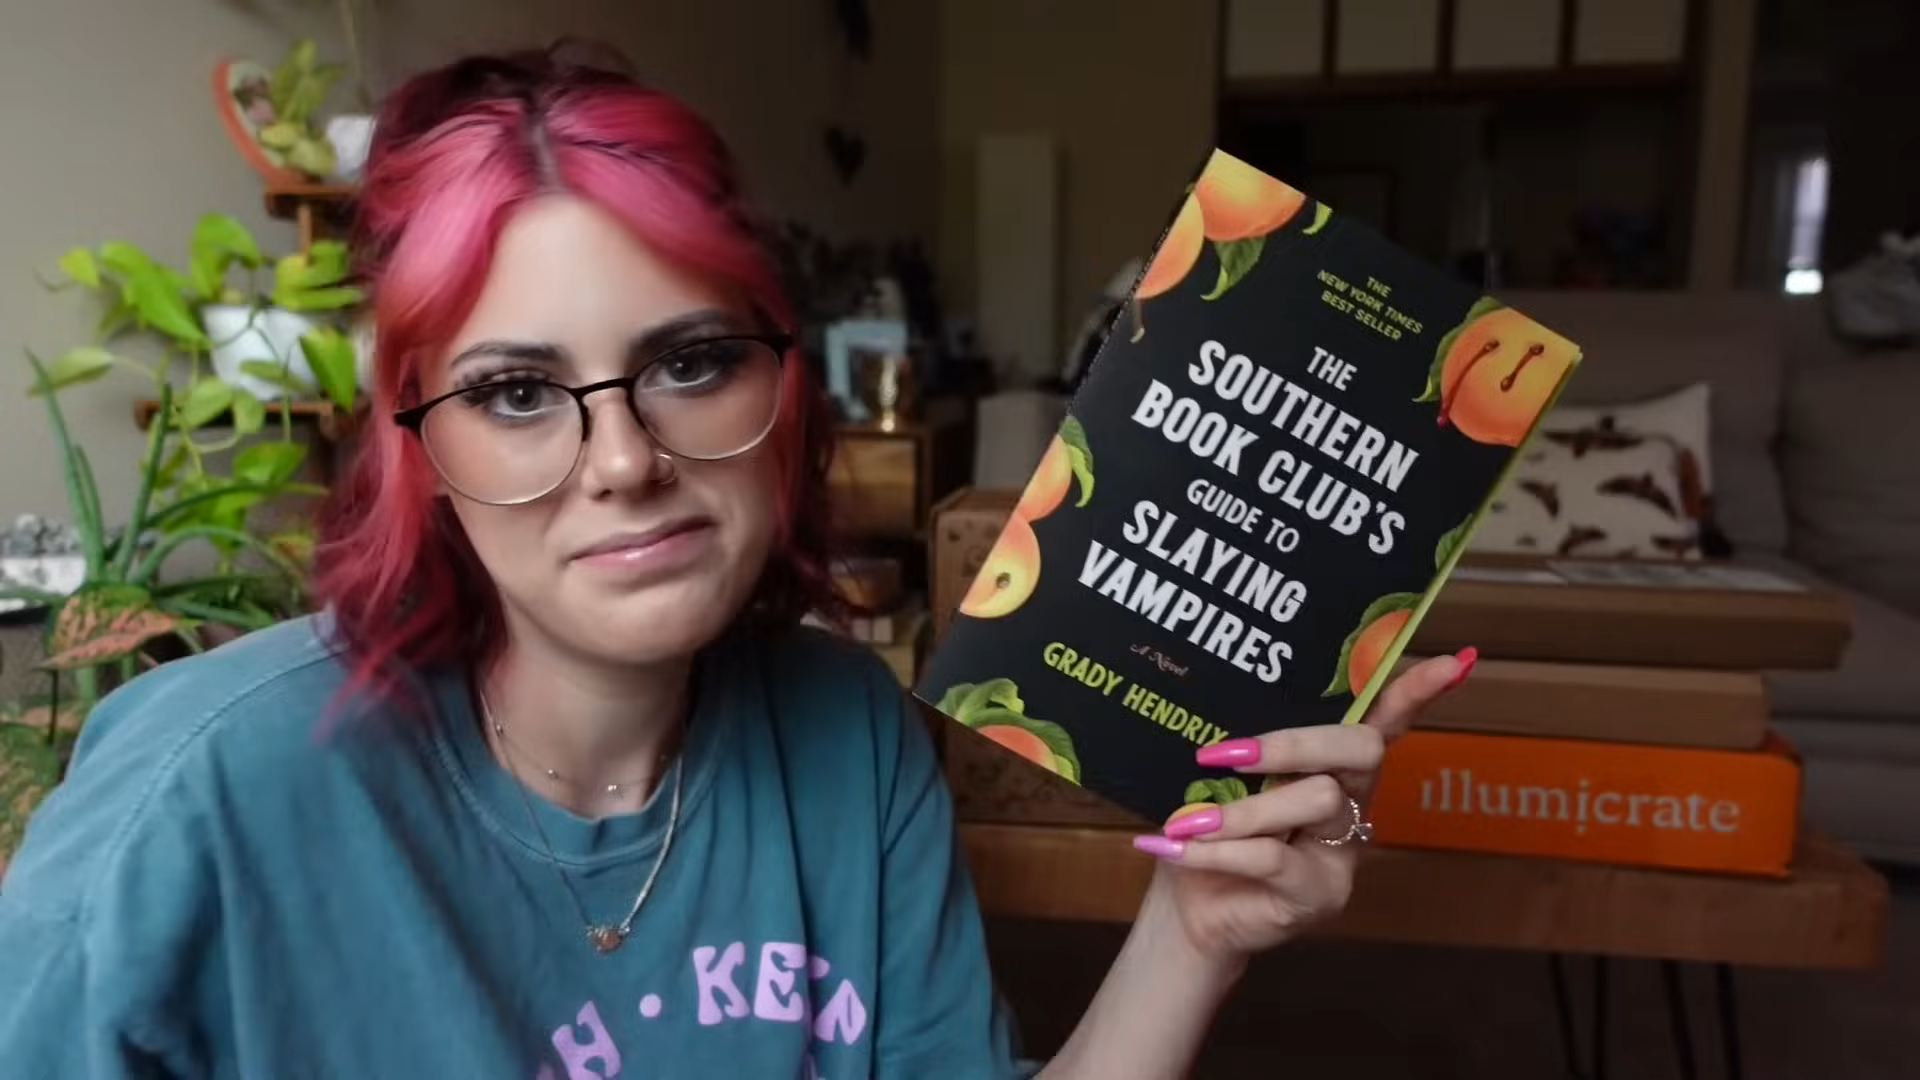 THE
NEW YORK TIMES
BEST SELLER
THE
SOUTHERN
BOOK CLUB'S
GUIDE TO
SLAYING
VAMPIRES
A Novel
GRADY HENDRIX
illumicrate